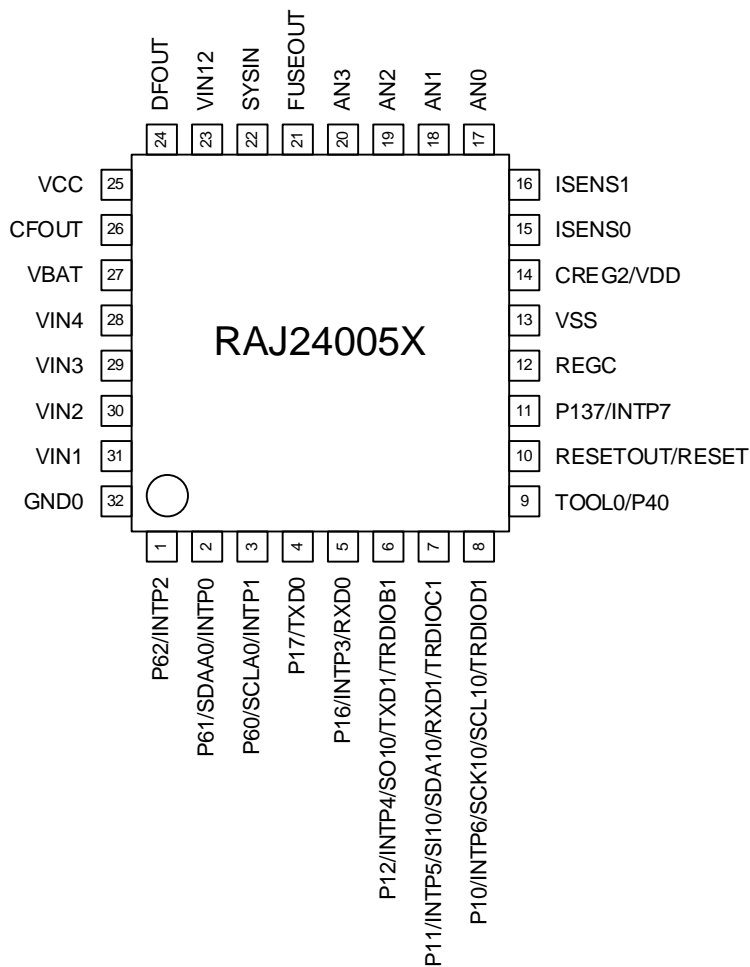 DFOUT
VIN12
SYSIN
FUSEOUT
AN3
AN2
AN1
AN0
24
23
22
21
20
19
18
17
VCC 25
CFOUT 26
VBAT 27
VIN4 28
VIN3 29
VIN2 30
VIN1 31
GND0 32
RAJ24005X
16 ISENS1
15 ISENS0
14 CREG2/VDD
13 VSS
12 REGC
11 P137/INTP7
10 RESETOUT/RESET
9 TOOL0/P40
1
2
3
4
5
6
7
8
P62/INTP2
P61/SDAA0/INTP0
P60/SCLA0/INTP1
P17/TXD0
P16/INTP3/RXD0
P12/INTP4/SO10/TXD1/TRDIOB1
P11/INTP5/SI10/SDA10/RXD1/TRDIOC1
P10/INTP6/SCK10/SCL10/TRDIOD1